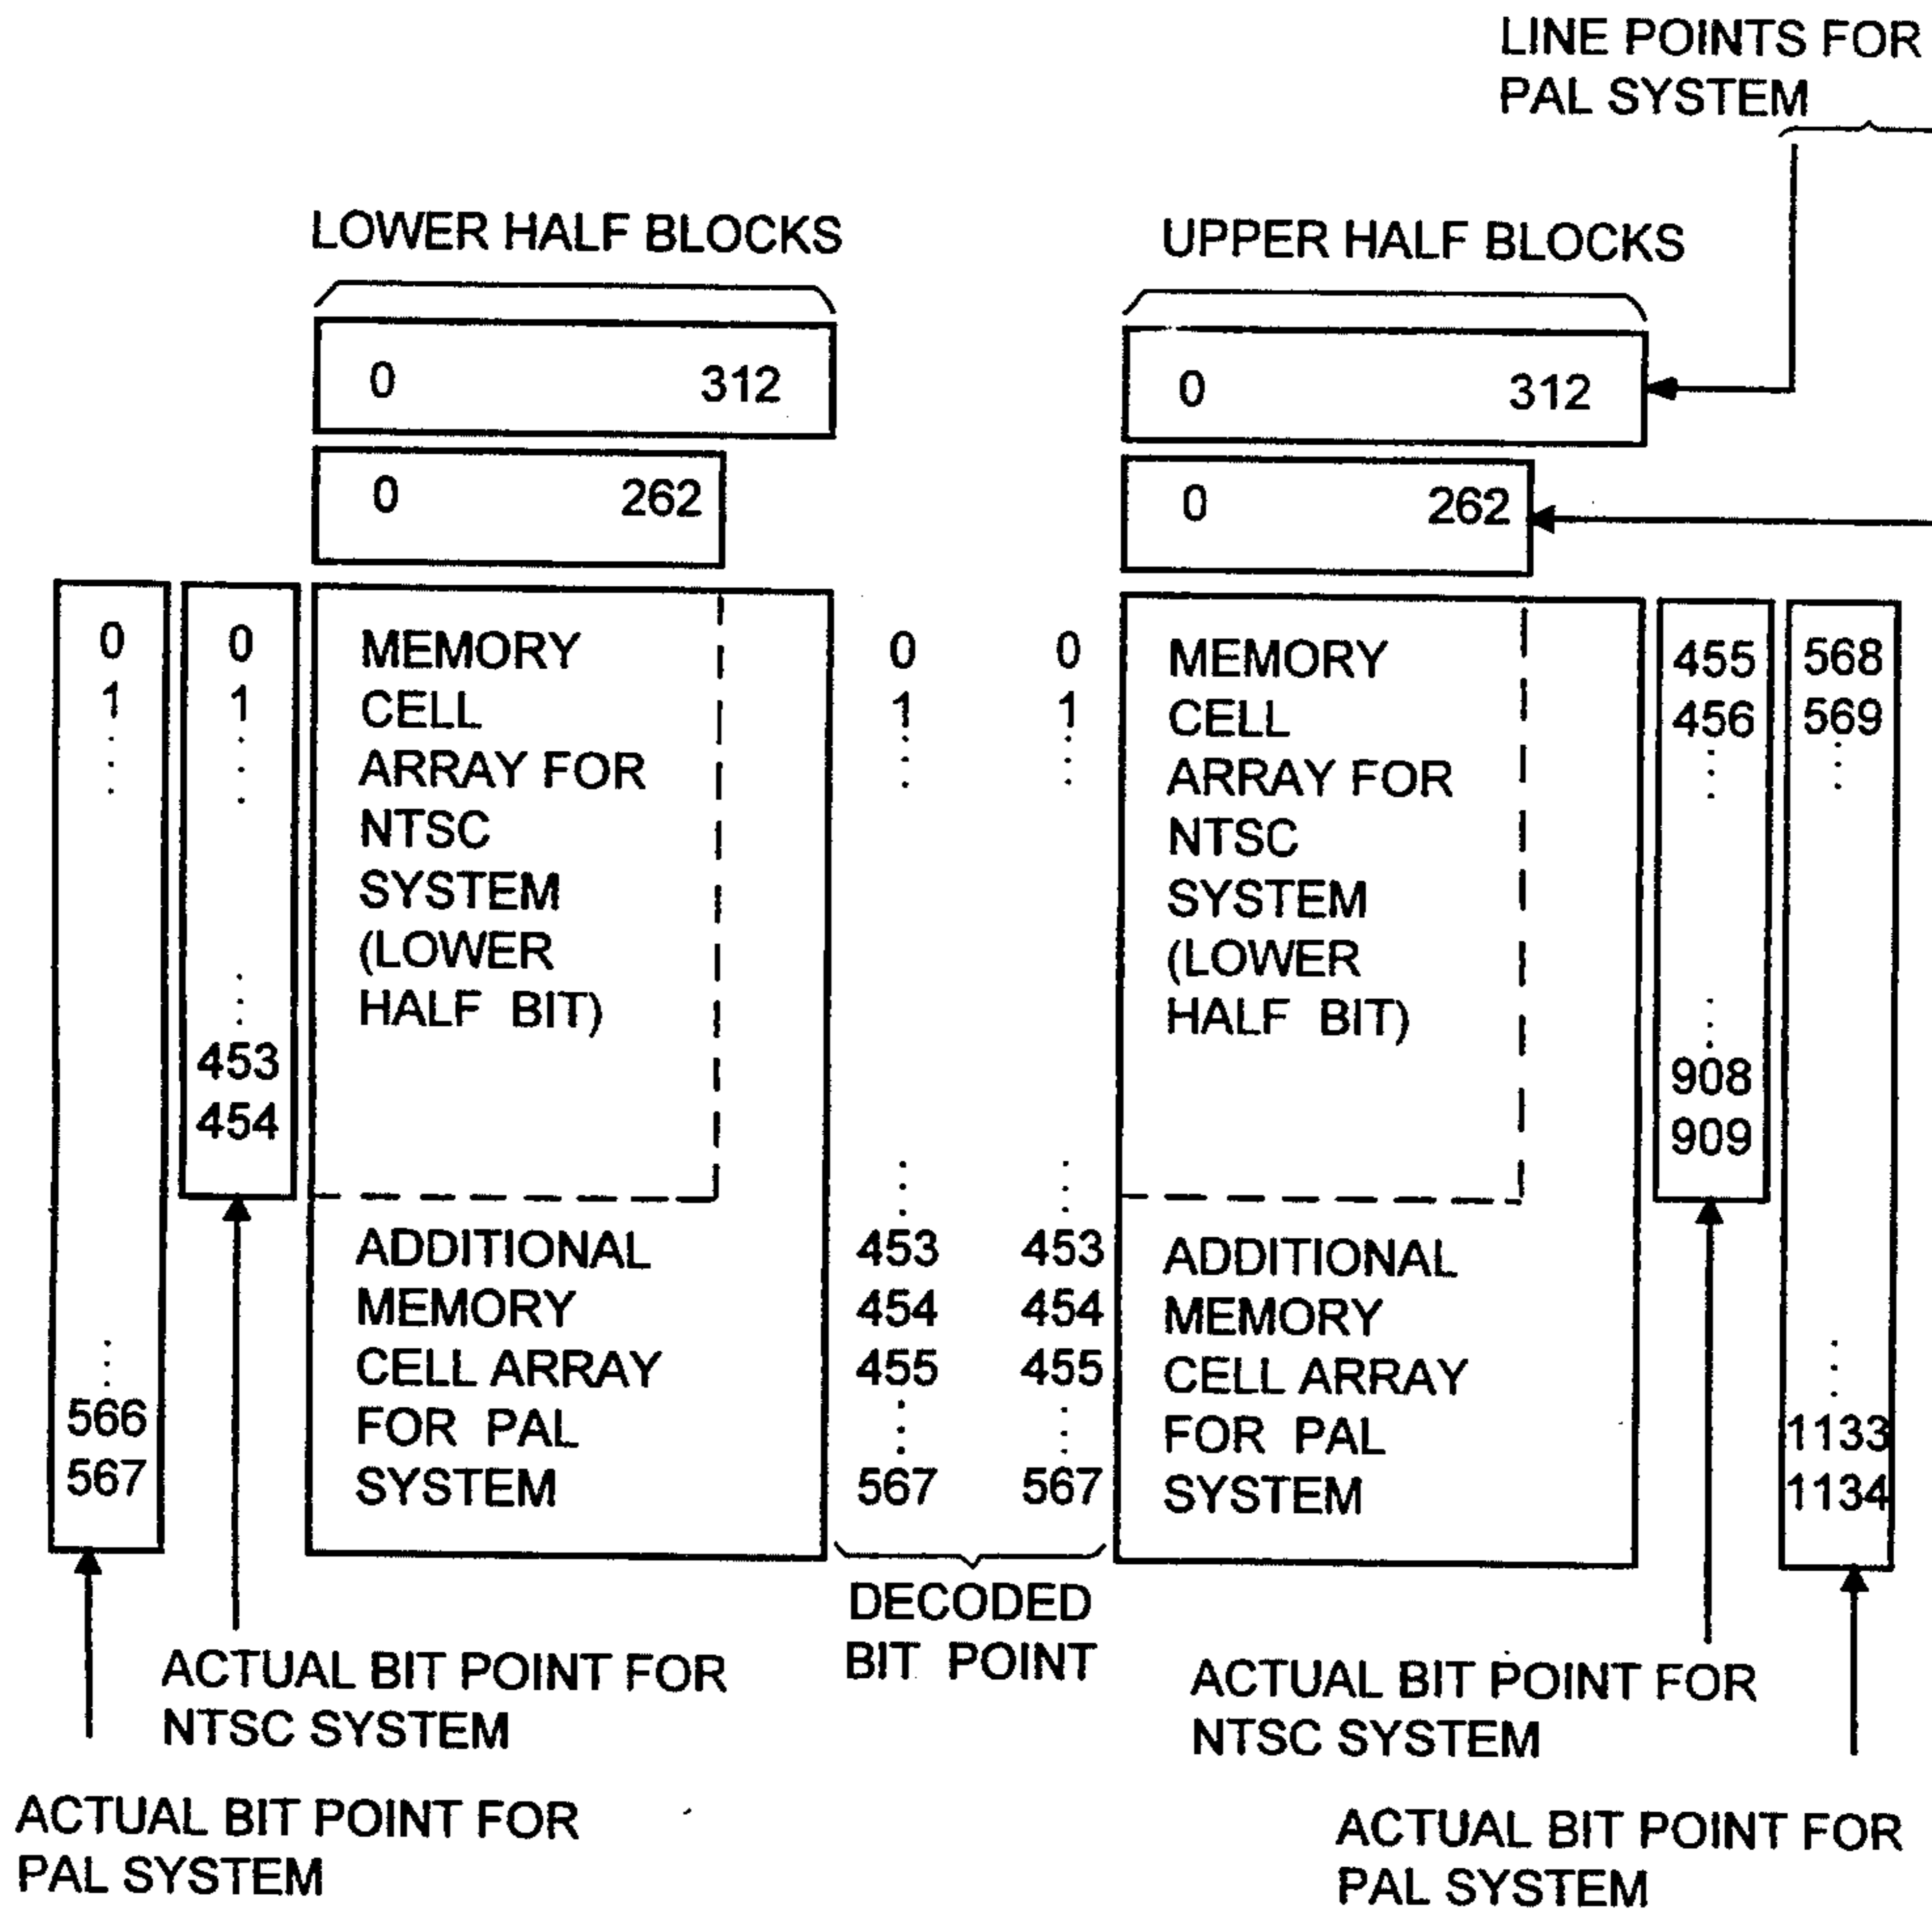 LINE POINTS FOR
PAL SYSTEM
LOWER HALF BLOCKS
UPPER HALF BLOCKS
0 312
0 312
0 262
0 262
0
1
566
567
0
1
453
454
MEMORY
CELL
ARRAY FOR
NTSC
SYSTEM
(LOWER
HALF BIT)
ADDITIONAL
MEMORY
CELL ARRAY
FOR PAL
SYSTEM
0 0
1 1
453 453
454 454
455 455
567 567
DECODED
BIT POINT
MEMORY
CELL
ARRAY FOR
NTSC
SYSTEM
(LOWER
HALF BIT)
ADDITIONAL
MEMORY
CELL ARRAY
FOR PAL
SYSTEM
455
456
908
909
568
569
1133
1134
ACTUAL BIT POINT FOR
NTSC SYSTEM
ACTUAL BIT POINT FOR
NTSC SYSTEM
ACTUAL BIT POINT FOR
PAL SYSTEM
ACTUAL BIT POINT FOR
PAL SYSTEM